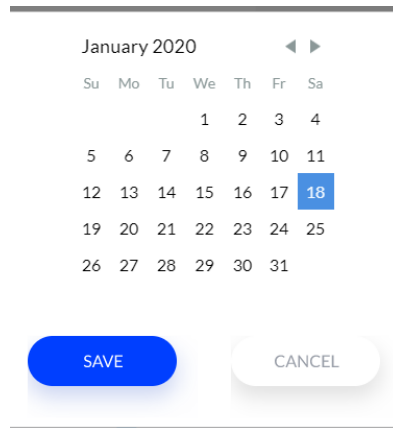 January 2020
Su Mo Tu We Th Fr Sa
1 2 3 4
5 6 7 8 9 10 11
12 13 14 15 16 17 18
19 20 21 22 23 24 25
26 27 28 29 30 31
SAVE CANCEL